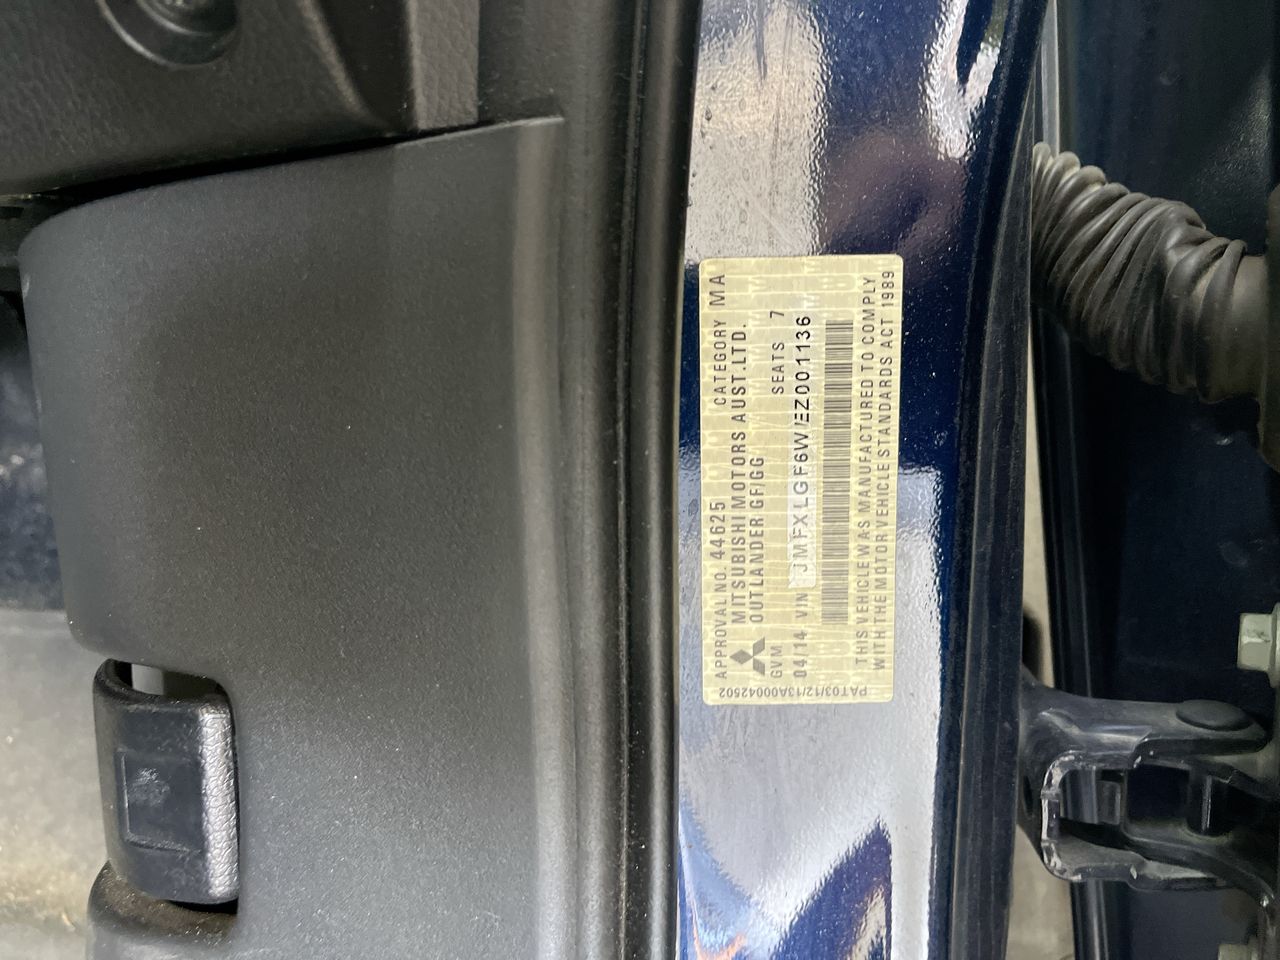 APPROVAL NO. 44625 CATEGORY MA
MITSUBISHI MOTORS AUST.LTD.
OUTLANDER GF/GG
GVM SEATS 7
04/14 VIN JMFXLGF6WEZ001136
THIS VEHICLE WAS MANUFACTURED TO COMPLY
WITH THE MOTOR VEHICLE STANDARDS ACT 1989
PAT03/12/13A000042502